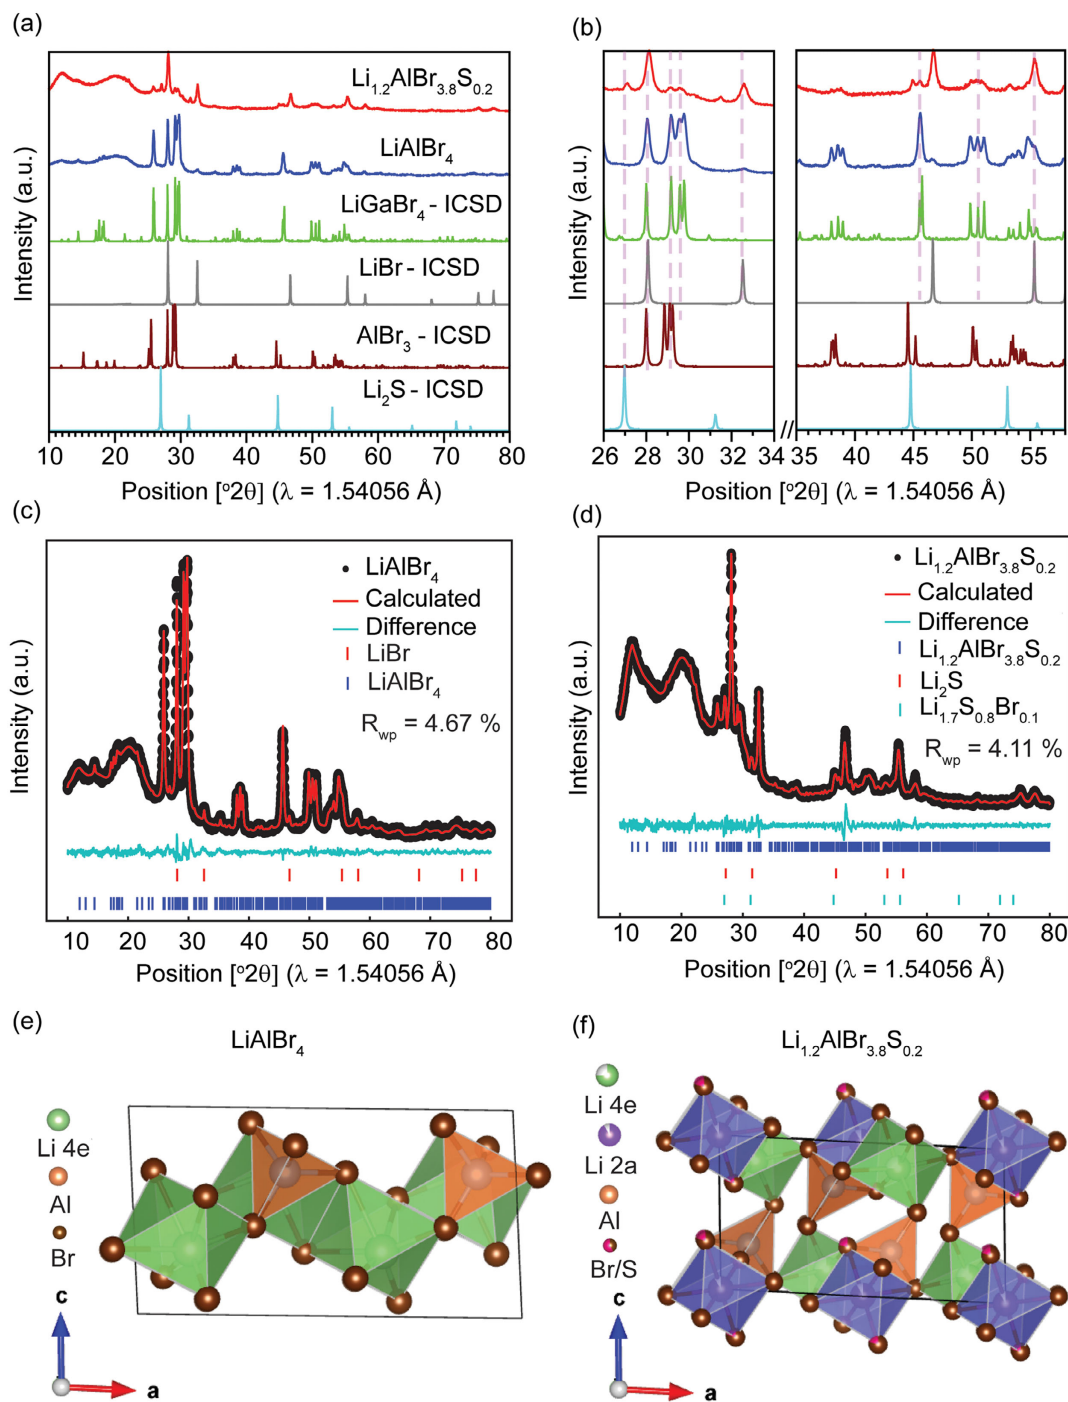 (a)
Li1.2AlBr3.8S0.2
LiAlBr4
LiGaBr4 - ICSD
LiBr - ICSD
AlBr3 - ICSD
Li2S - ICSD
Intensity (a.u.)
10 20 30 40 50 60 70 80
Position [°2θ] (λ = 1.54056 Å)
(b)
Intensity (a.u.)
26 28 30 32 34 // 35 40 45 50 55
Position [°2θ] (λ = 1.54056 Å)
(c)
LiAlBr4
Calculated
Difference
LiBr
LiAlBr4
Rwp = 4.67 %
Intensity (a.u.)
10 20 30 40 50 60 70 80
Position [°2θ] (λ = 1.54056 Å)
(d)
Li1.2AlBr3.8S0.2
Calculated
Difference
Li1.2AlBr3.8S0.2
Li2S
Li1.7S0.8Br0.1
Rwp = 4.11 %
Intensity (a.u.)
10 20 30 40 50 60 70 80
Position [°2θ] (λ = 1.54056 Å)
(e)
LiAlBr4
Li 4e
Al
Br
c
a
(f)
Li1.2AlBr3.8S0.2
Li 4e
Li 2a
Al
Br/S
c
a